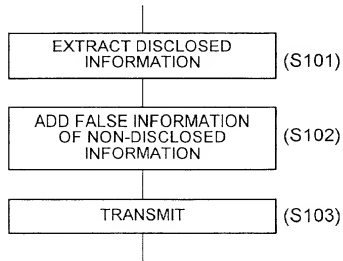 EXTRACT DISCLOSED
INFORMATION
(S101)
ADD FALSE INFORMATION
OF NON-DISCLOSED
INFORMATION
(S102)
TRANSMIT
(S103)